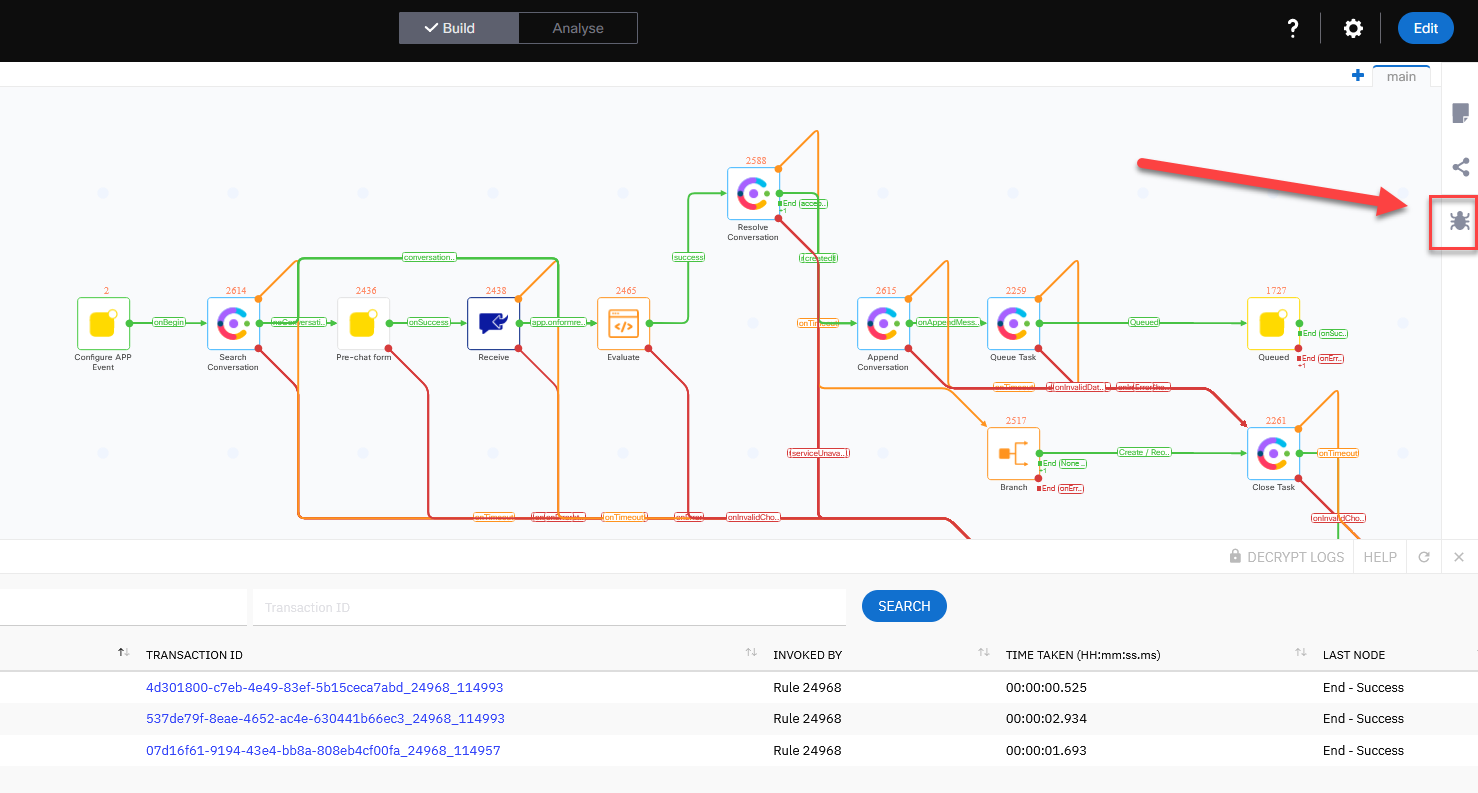 Build
Analyse
?
Edit
main
2588
End accep..
+1
Resolve
Conversation
conversation..
success
2
2614
2436
2438
2465
2615
2259
1727
onBegin
onSuccess
app.onformre..
onAppendMess..
Queued
End onSuc..
End onErr..
+1
Configure APP
Event
Search
Conversation
Pre-chat form
Receive
Evaluate
Append
Conversation
Queue Task
Queued
onTimeout
onInvalidDat..
2517
2261
serviceUnava..
Create / Reo..
onTimeout
End None ..
+1
End onErr..
Branch
Close Task
onTimeout
onTimeout
onError
onInvalidCho..
onInvalidCho..
DECRYPT LOGS
HELP
Transaction ID
SEARCH
TRANSACTION ID
INVOKED BY
TIME TAKEN (HH:mm:ss.ms)
LAST NODE
4d301800-c7eb-4e49-83ef-5b15ceca7abd_24968_114993
Rule 24968
00:00:00.525
End - Success
537de79f-8eae-4652-ac4e-630441b66ec3_24968_114993
Rule 24968
00:00:02.934
End - Success
07d16f61-9194-43e4-bb8a-808eb4cf00fa_24968_114957
Rule 24968
00:00:01.693
End - Success